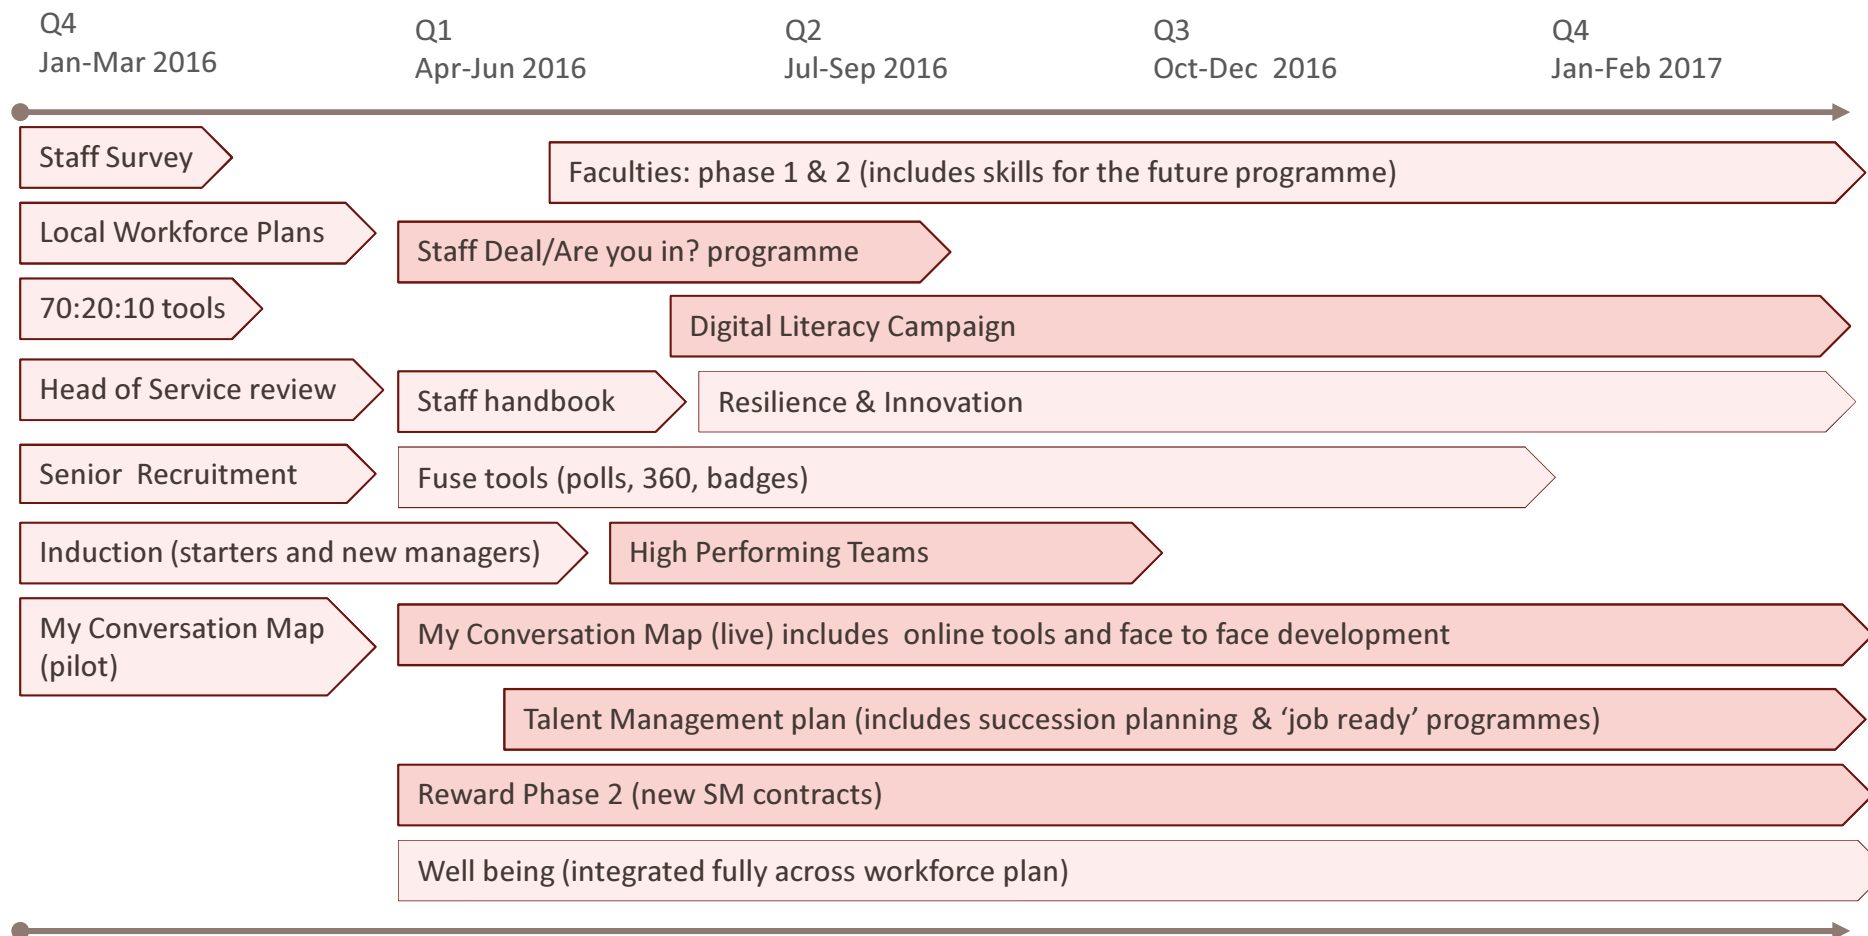 Q4
Jan-Mar 2016
Q1
Apr-Jun 2016
Q2
Jul-Sep 2016
Q3
Oct-Dec  2016
Q4
Jan-Feb 2017
Staff Survey
Faculties: phase 1 & 2 (includes skills for the future programme)
Local Workforce Plans
Staff Deal/Are you in? programme
70:20:10 tools
Digital Literacy Campaign
Head of Service review
Staff handbook
Resilience & Innovation
Senior  Recruitment
Fuse tools (polls, 360, badges)
Induction (starters and new managers)
High Performing Teams
My Conversation Map
(pilot)
My Conversation Map (live) includes  online tools and face to face development
Talent Management plan (includes succession planning  & ‘job ready’ programmes)
Reward Phase 2 (new SM contracts)
Well being (integrated fully across workforce plan)